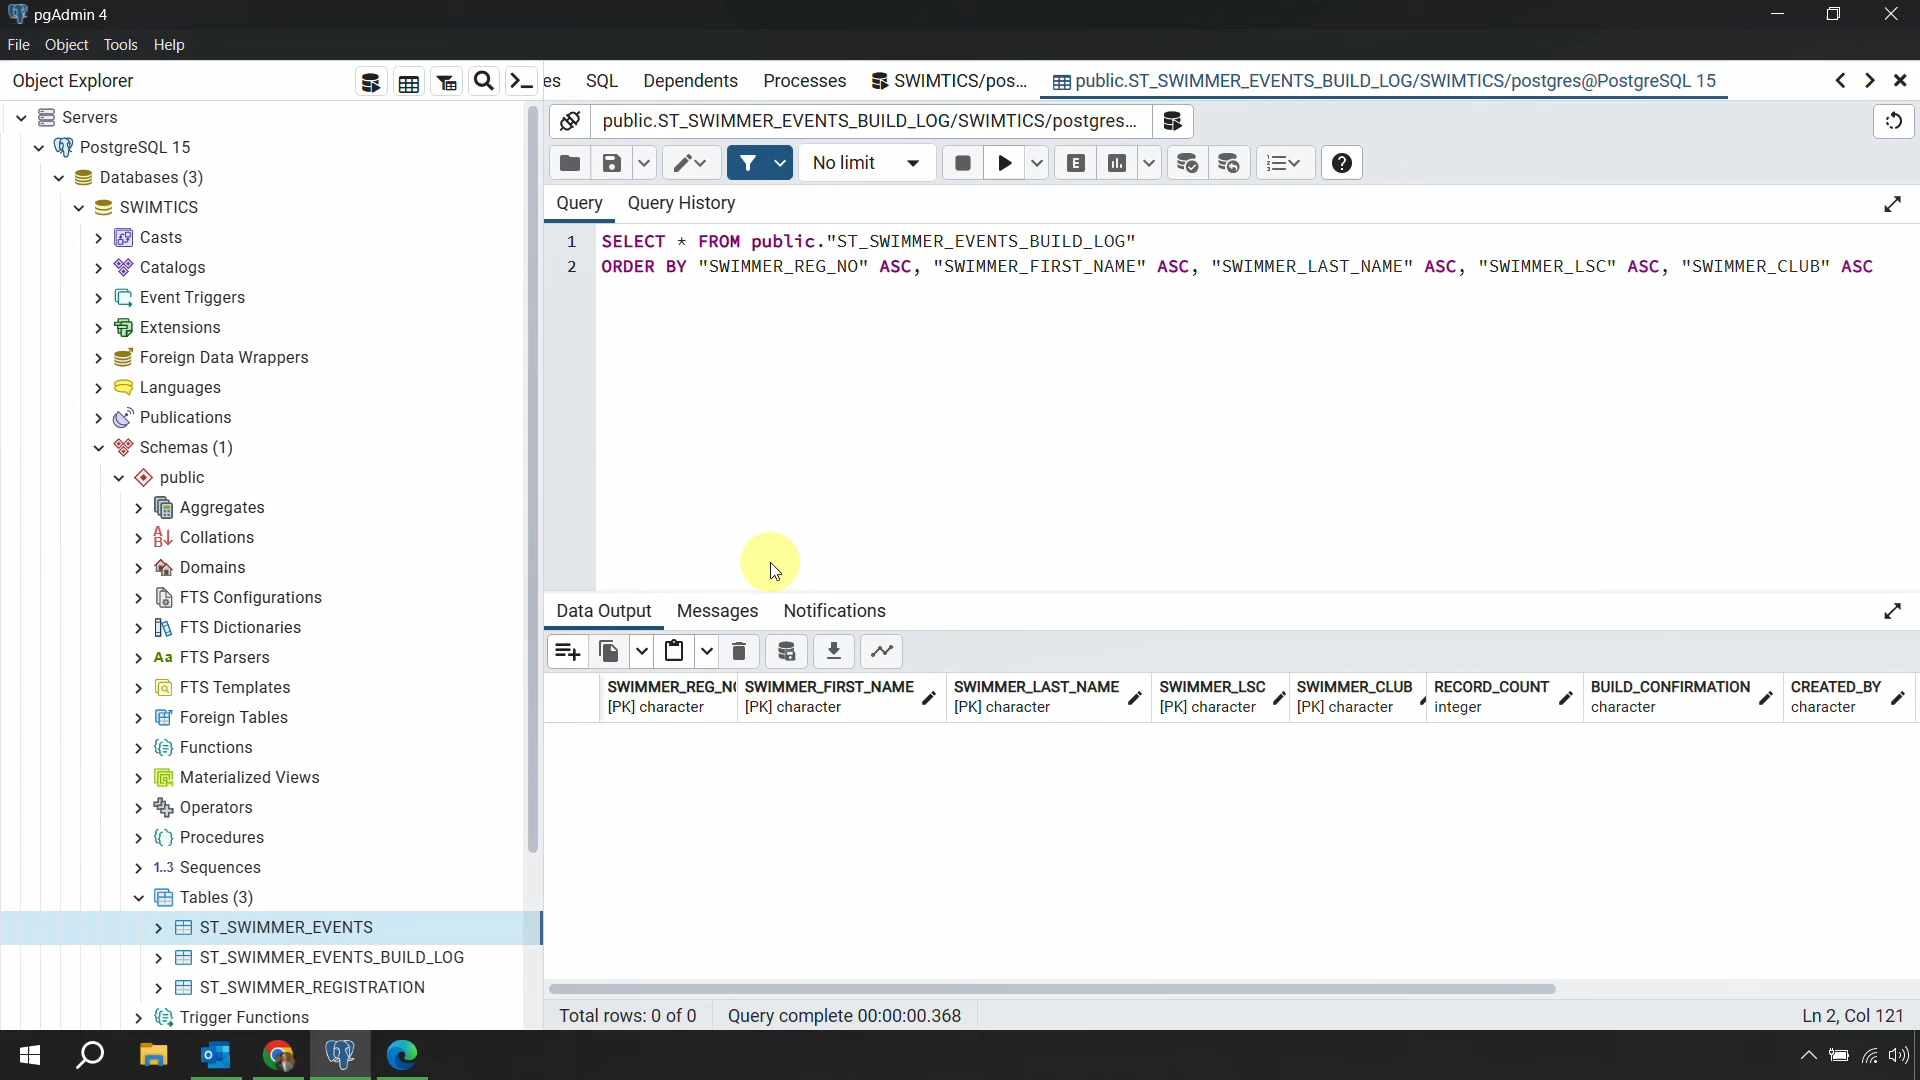 pgAdmin 4
File Object Tools Help
Object Explorer
es SQL Dependents Processes SWIMTICS/pos... public.ST_SWIMMER_EVENTS_BUILD_LOG/SWIMTICS/postgres@PostgreSQL 15
Servers
PostgreSQL 15
Databases (3)
SWIMTICS
Casts
Catalogs
Event Triggers
Extensions
Foreign Data Wrappers
Languages
Publications
Schemas (1)
public
Aggregates
Collations
Domains
FTS Configurations
FTS Dictionaries
Aa FTS Parsers
FTS Templates
Foreign Tables
Functions
Materialized Views
Operators
Procedures
1..3 Sequences
Tables (3)
ST_SWIMMER_EVENTS
ST_SWIMMER_EVENTS_BUILD_LOG
ST_SWIMMER_REGISTRATION
Trigger Functions
public.ST_SWIMMER_EVENTS_BUILD_LOG/SWIMTICS/postgres...
No limit
E
Query Query History
1 SELECT * FROM public."ST_SWIMMER_EVENTS_BUILD_LOG"
2 ORDER BY "SWIMMER_REG_NO" ASC, "SWIMMER_FIRST_NAME" ASC, "SWIMMER_LAST_NAME" ASC, "SWIMMER_LSC" ASC, "SWIMMER_CLUB" ASC
Data Output Messages Notifications
SWIMMER_REG_N SWIMMER_FIRST_NAME SWIMMER_LAST_NAME SWIMMER_LSC SWIMMER_CLUB RECORD_COUNT BUILD_CONFIRMATION CREATED_BY
[PK] character [PK] character [PK] character [PK] character [PK] character integer character character
Total rows: 0 of 0 Query complete 00:00:00.368 Ln 2, Col 121